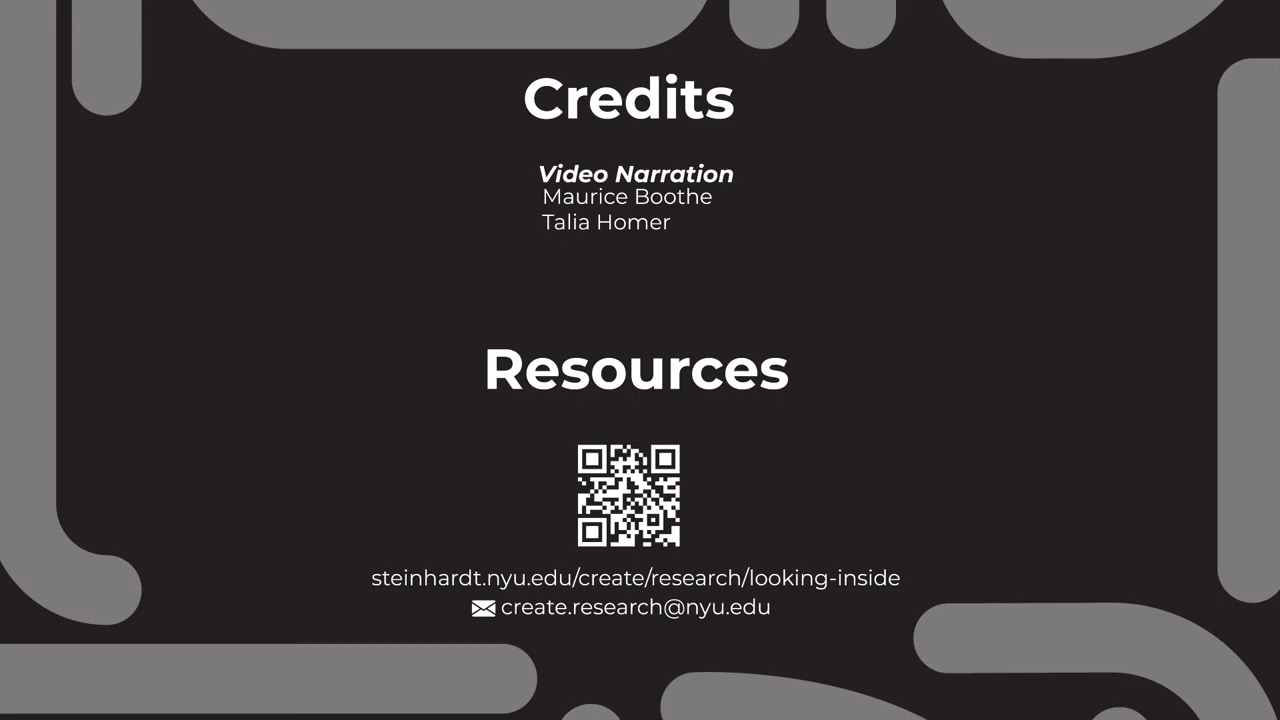 Credits
Video Narration
Maurice Boothe
Talia Homer
Resources
steinhardt.nyu.edu/create/research/looking-inside
create.research@nyu.edu